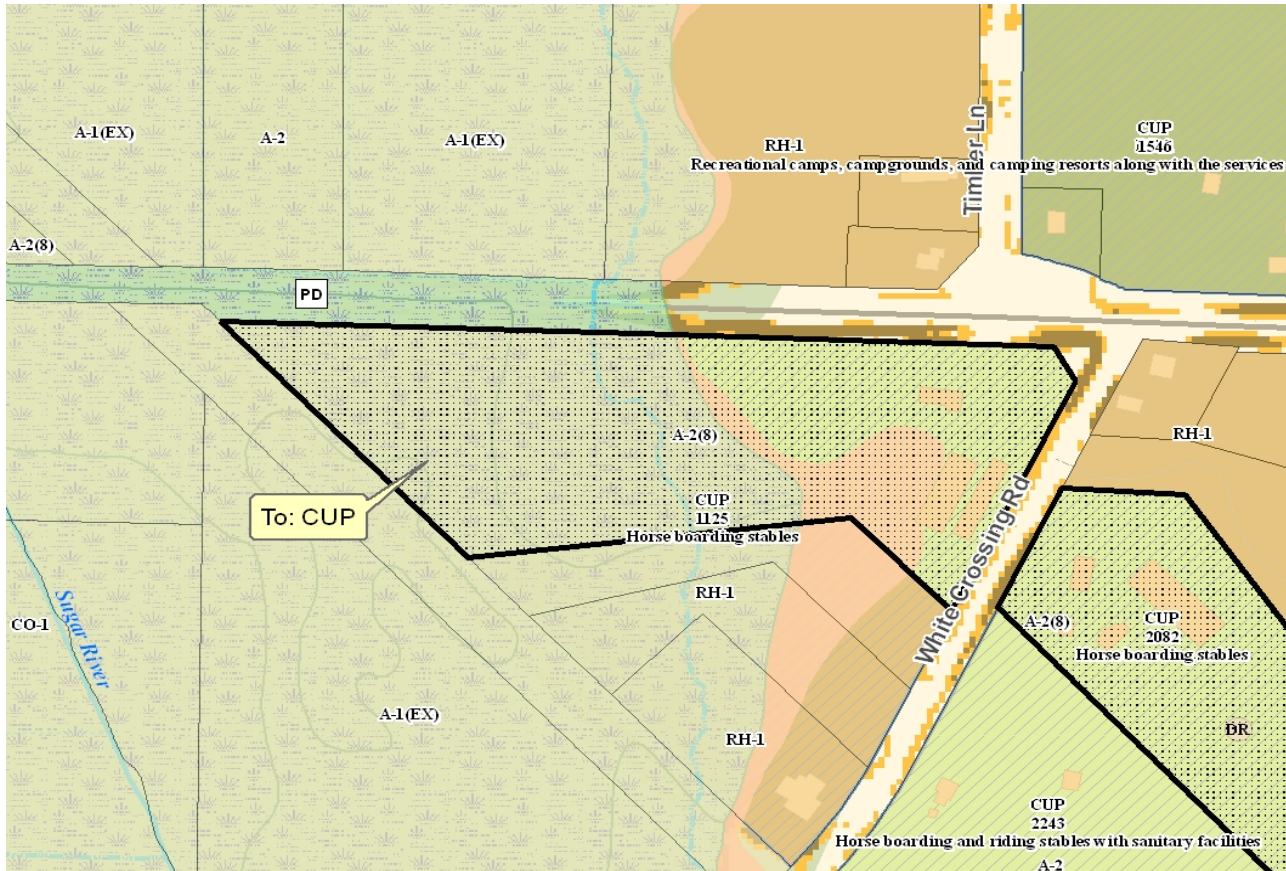 A-1(EX)
A-2
A-1(EX)
RH-1
Timber Ln
CUP
1546
Recreational camps, campgrounds, and camping resorts along with the services
A-2(8)
PD
A-2(8)
RH-1
To: CUP
CUP
1125
Horse boarding stables
White Crossing Rd
RH-1
Sugar River
CO-1
A-2(8)
CUP
2082
Horse boarding stables
A-1(EX)
RH-1
DR
CUP
2243
Horse boarding and riding stables with sanitary facilities
A-2